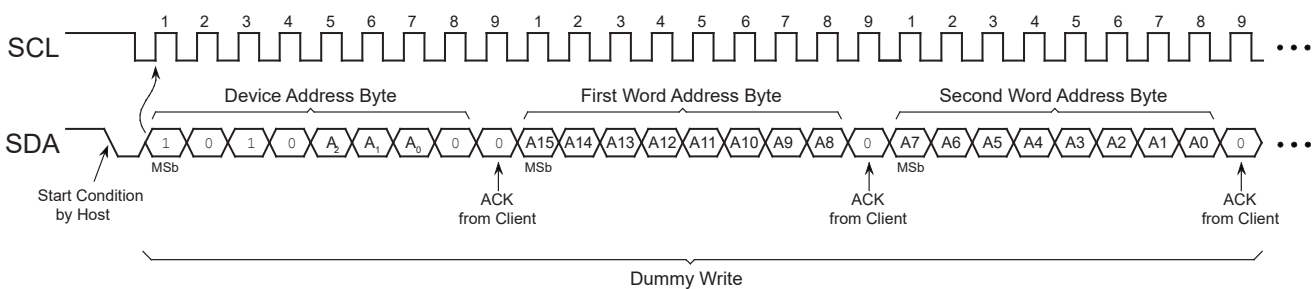 1 2 3 4 5 6 7 8 9 1 2 3 4 5 6 7 8 9 1 2 3 4 5 6 7 8 9
SCL
Device Address Byte First Word Address Byte Second Word Address Byte
SDA 1 0 1 0 A2 A1 A0 0 0 A15 A14 A13 A12 A11 A10 A9 A8 0 A7 A6 A5 A4 A3 A2 A1 A0 0
MSb MSb MSb
Start Condition
by Host
ACK
from Client
ACK
from Client
ACK
from Client
Dummy Write